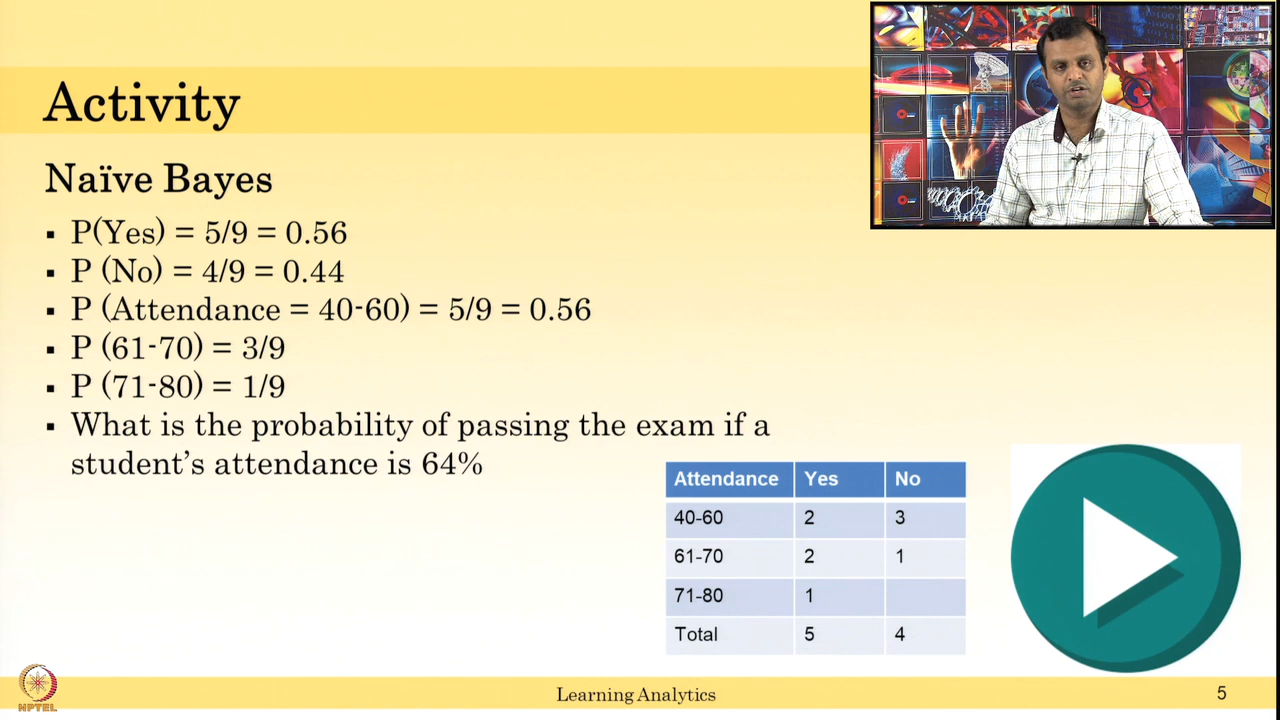 Activity
Naïve Bayes
▪ P(Yes) = 5/9 = 0.56
▪ P (No) = 4/9 = 0.44
▪ P (Attendance = 40-60) = 5/9 = 0.56
▪ P (61-70) = 3/9
▪ P (71-80) = 1/9
▪ What is the probability of passing the exam if a
student’s attendance is 64%
Attendance Yes No
40-60 2 3
61-70 2 1
71-80 1
Total 5 4
NPTEL
Learning Analytics
5